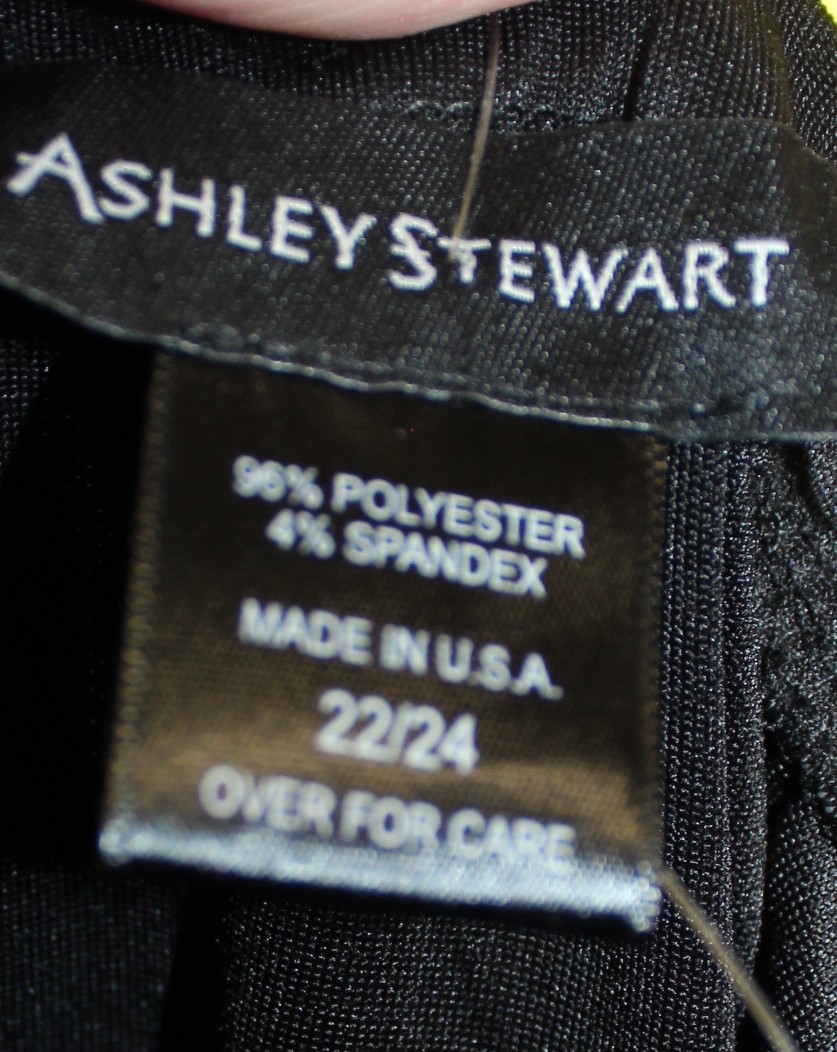 ASHLEY STEWART
96% POLYESTER
4% SPANDEX
MADE IN U.S.A.
22/24
OVER FOR CARE